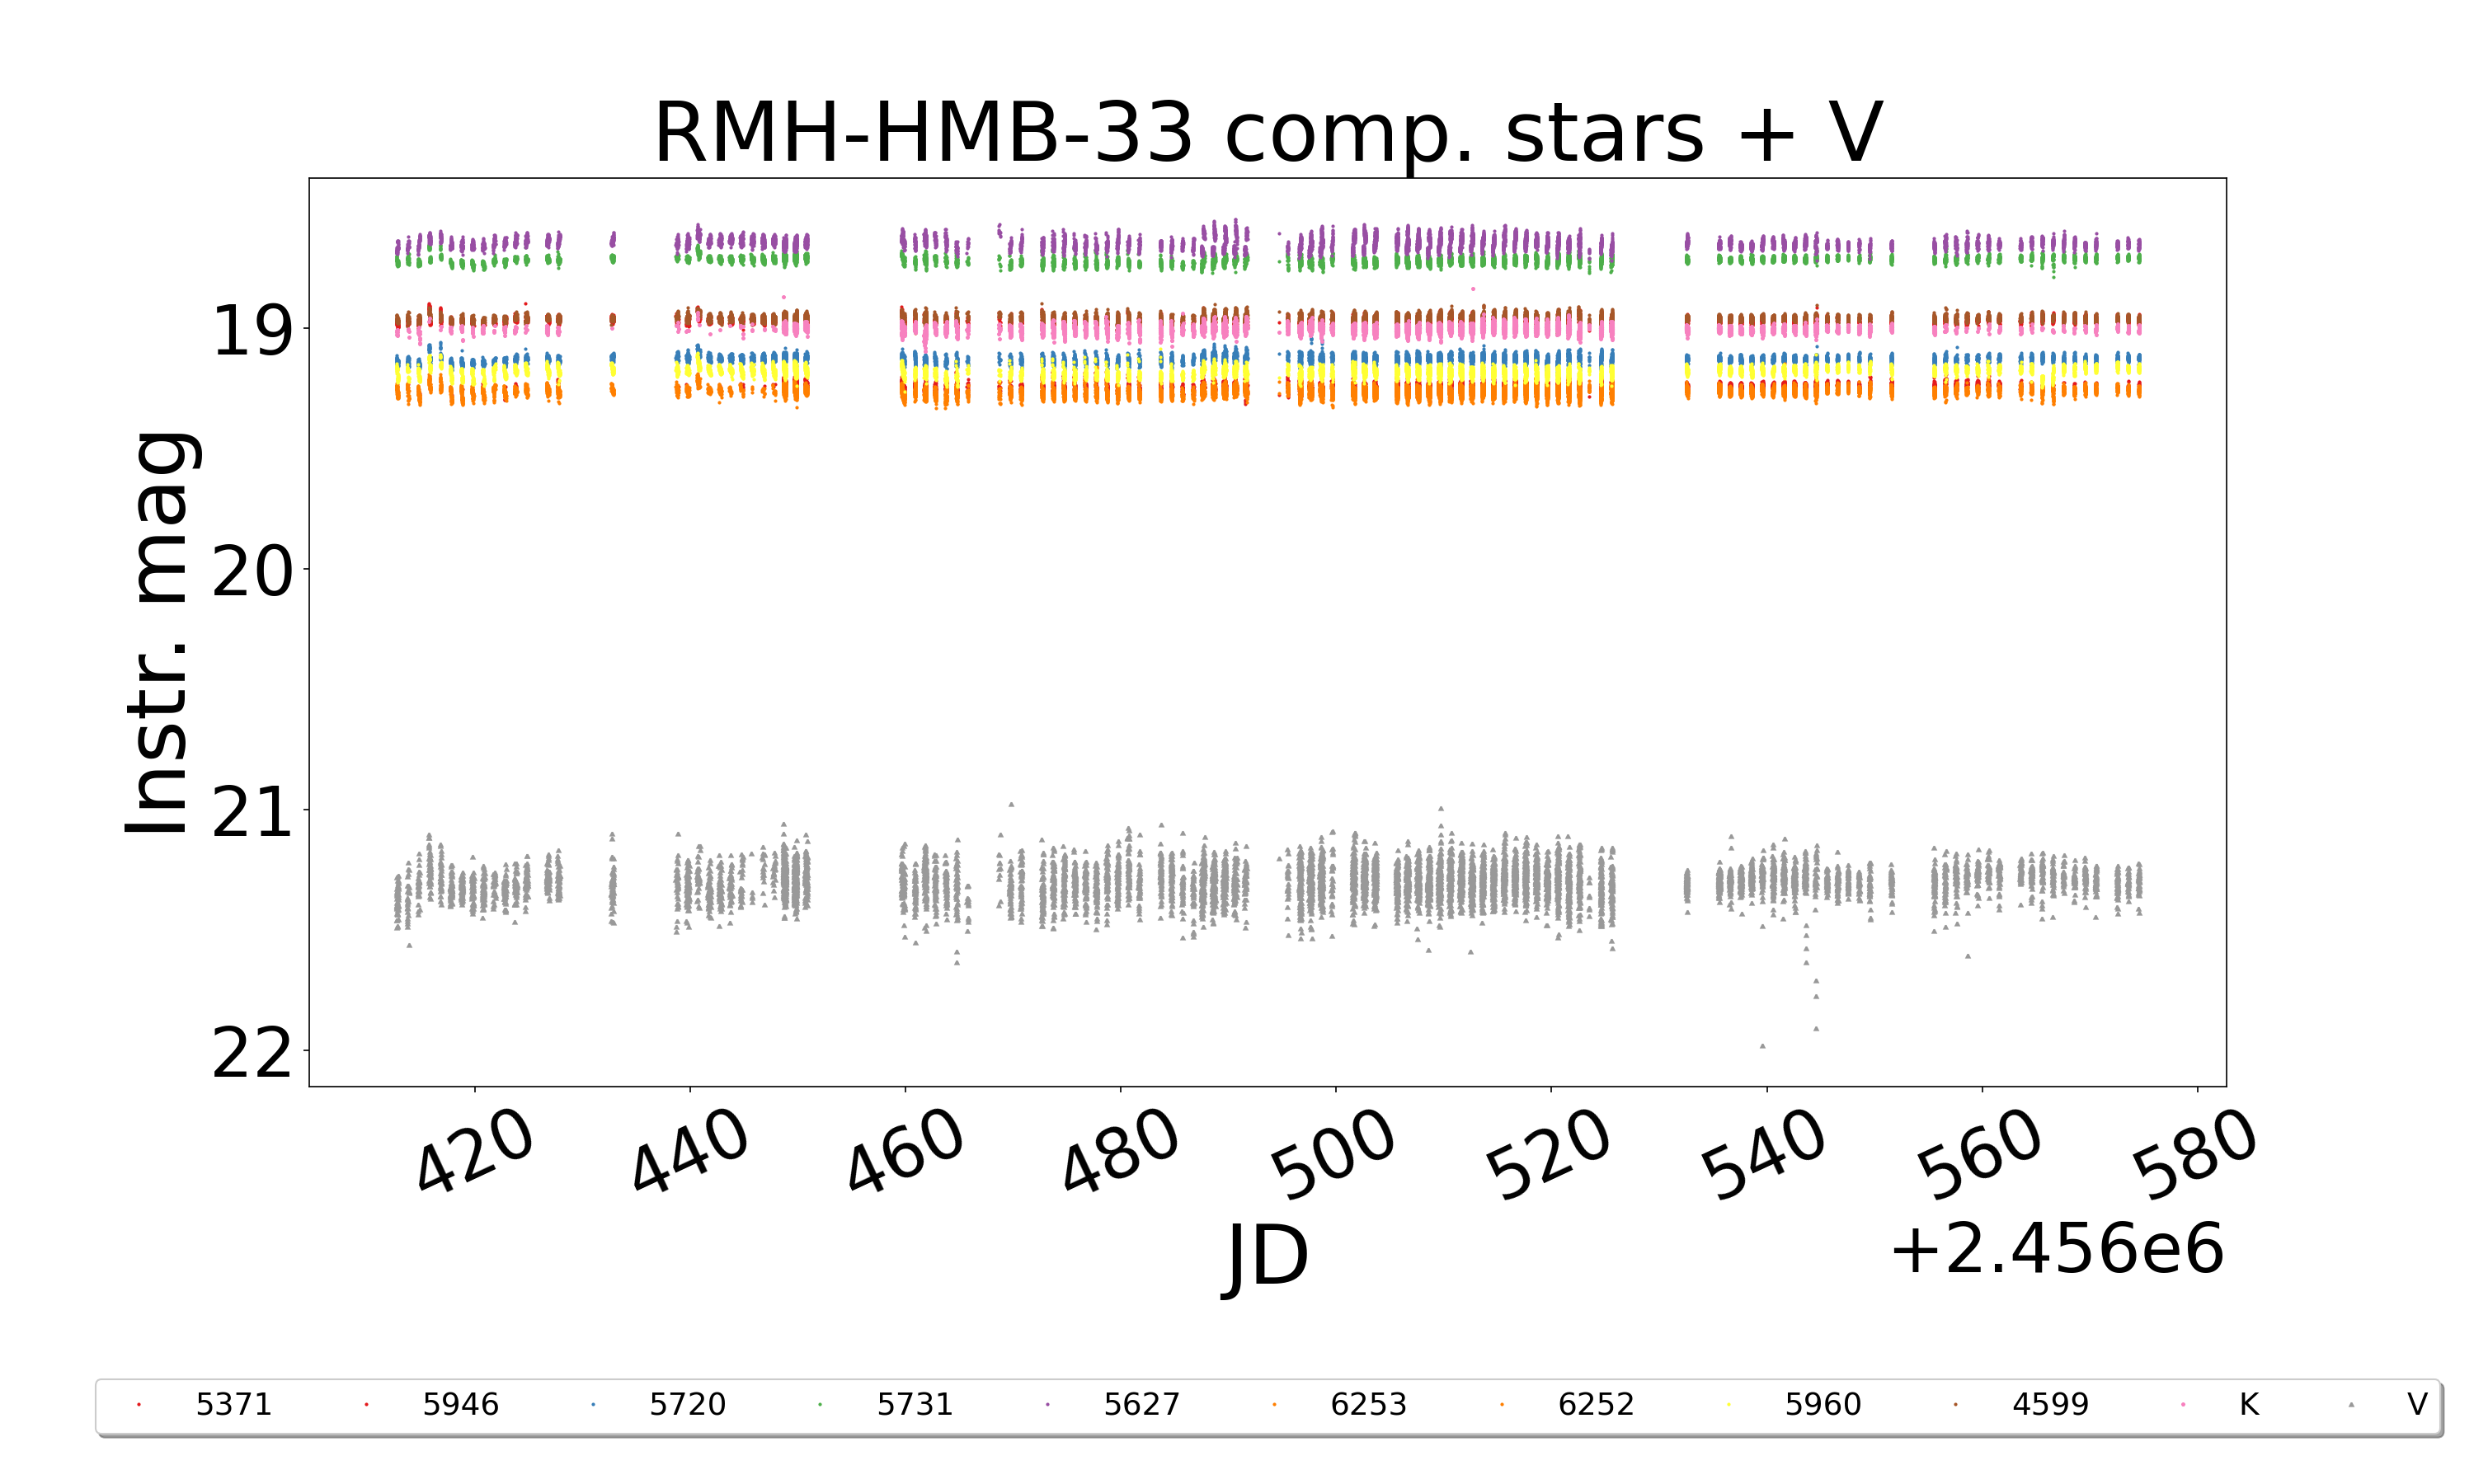 RMH-HMB-33 comp. stars + V
Instr. mag
19
20
21
22
420 440 460 480 500 520 540 560 580
JD
+2.456e6
5371 5946 5720 5731 5627 6253 6252 5960 4599 K V